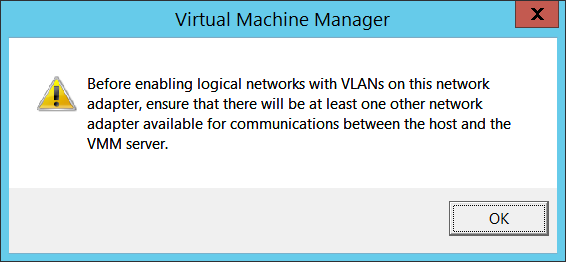 Virtual Machine Manager
X
Before enabling logical networks with VLANs on this network
adapter, ensure that there will be at least one other network
adapter available for communications between the host and the
VMM server.
OK